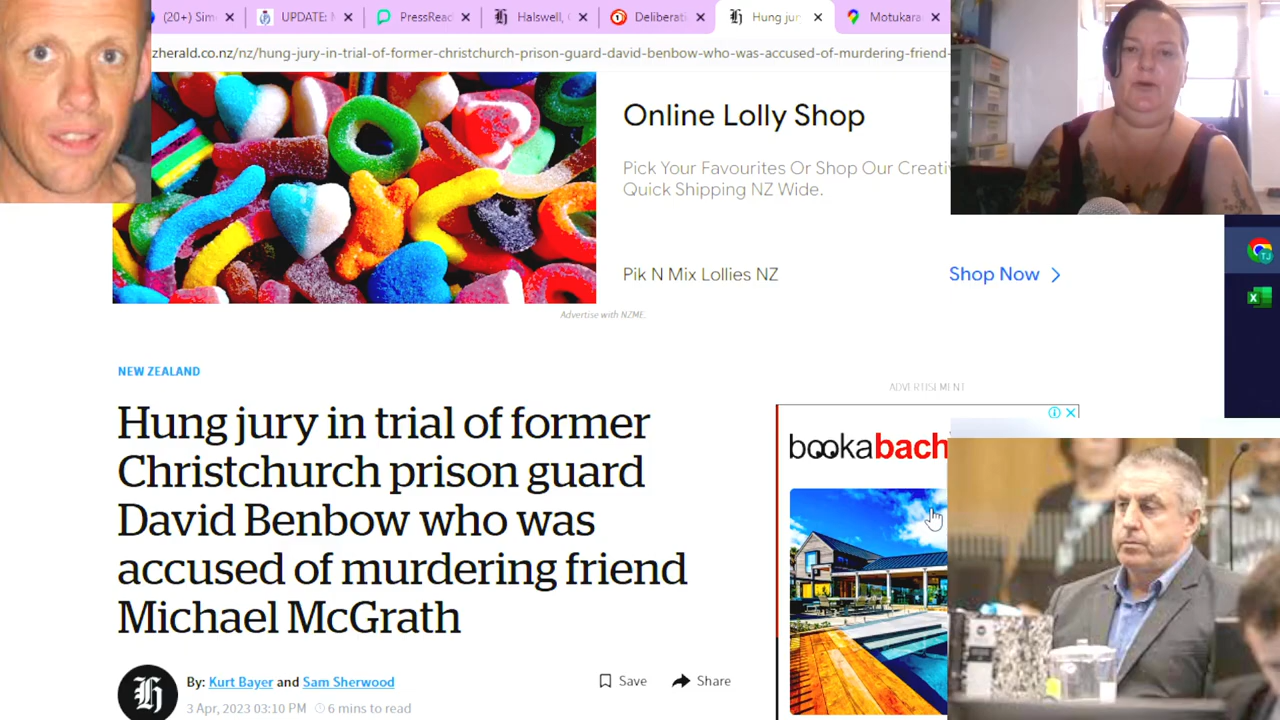 (20+) Sim
UPDATE:
PressRea
Halswell, C
Deliberati
Hung jur
Motukara
zherald.co.nz/nz/hung-jury-in-trial-of-former-christchurch-prison-guard-david-benbow-who-was-accused-of-murdering-friend-
Online Lolly Shop
Pick Your Favourites Or Shop Our Creati
Quick Shipping NZ Wide.
Pik N Mix Lollies NZ
Shop Now
Advertise with NZME.
NEW ZEALAND
ADVERTISEMENT
Hung jury in trial of former
Christchurch prison guard
David Benbow who was
accused of murdering friend
Michael McGrath
bookabach
By: Kurt Bayer and Sam Sherwood
Save
Share
3 Apr, 2023 03:10 PM
6 mins to read
TJ